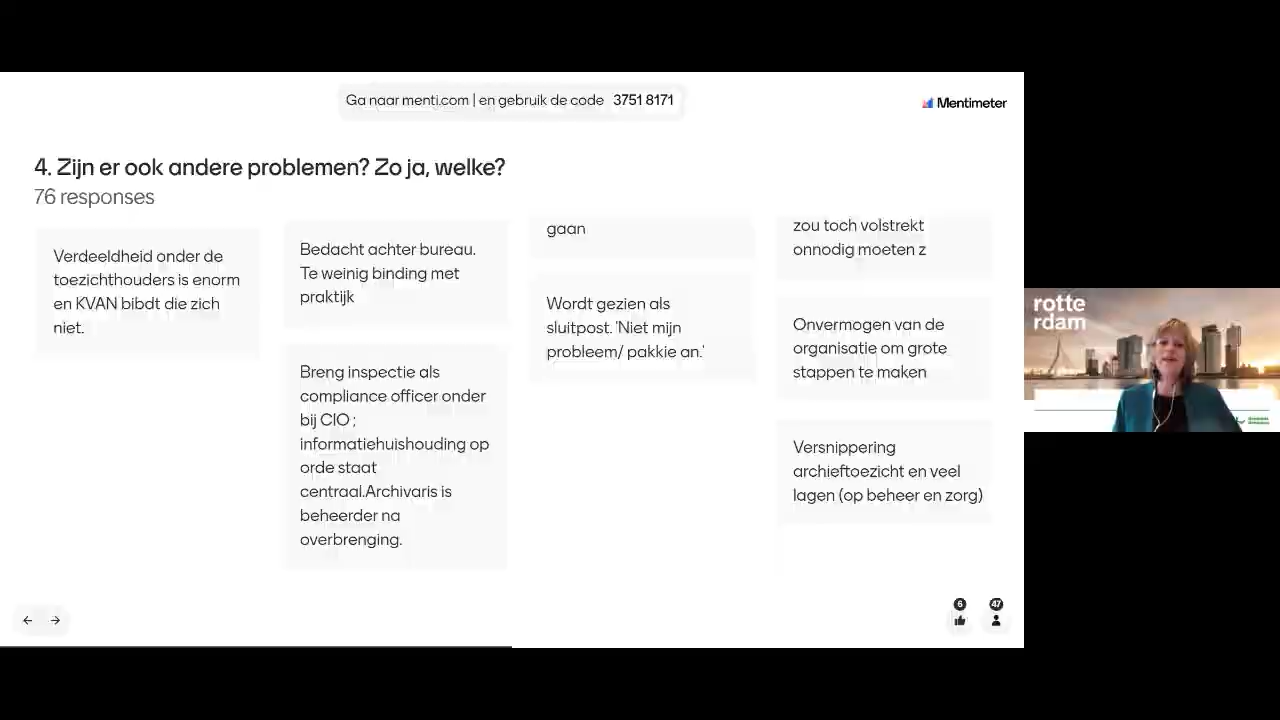 Ga naar menti.com | en gebruik de code 3751 8171
Mentimeter
4. Zijn er ook andere problemen? Zo ja, welke?
76 responses
Verdeeldheid onder de
toezichthouders is enorm
en KVAN bibdt die zich
niet.
Bedacht achter bureau.
Te weinig binding met
praktijk
Breng inspectie als
compliance officer onder
bij CIO ;
informatiehuishouding op
orde staat
centraal.Archivaris is
beheerder na
overbrenging.
gaan
Wordt gezien als
sluitpost. 'Niet mijn
probleem/ pakkie an.'
zou toch volstrekt
onnodig moeten z
Onvermogen van de
organisatie om grote
stappen te maken
Versnippering
archieftoezicht en veel
lagen (op beheer en zorg)
6
47
rotte
rdam